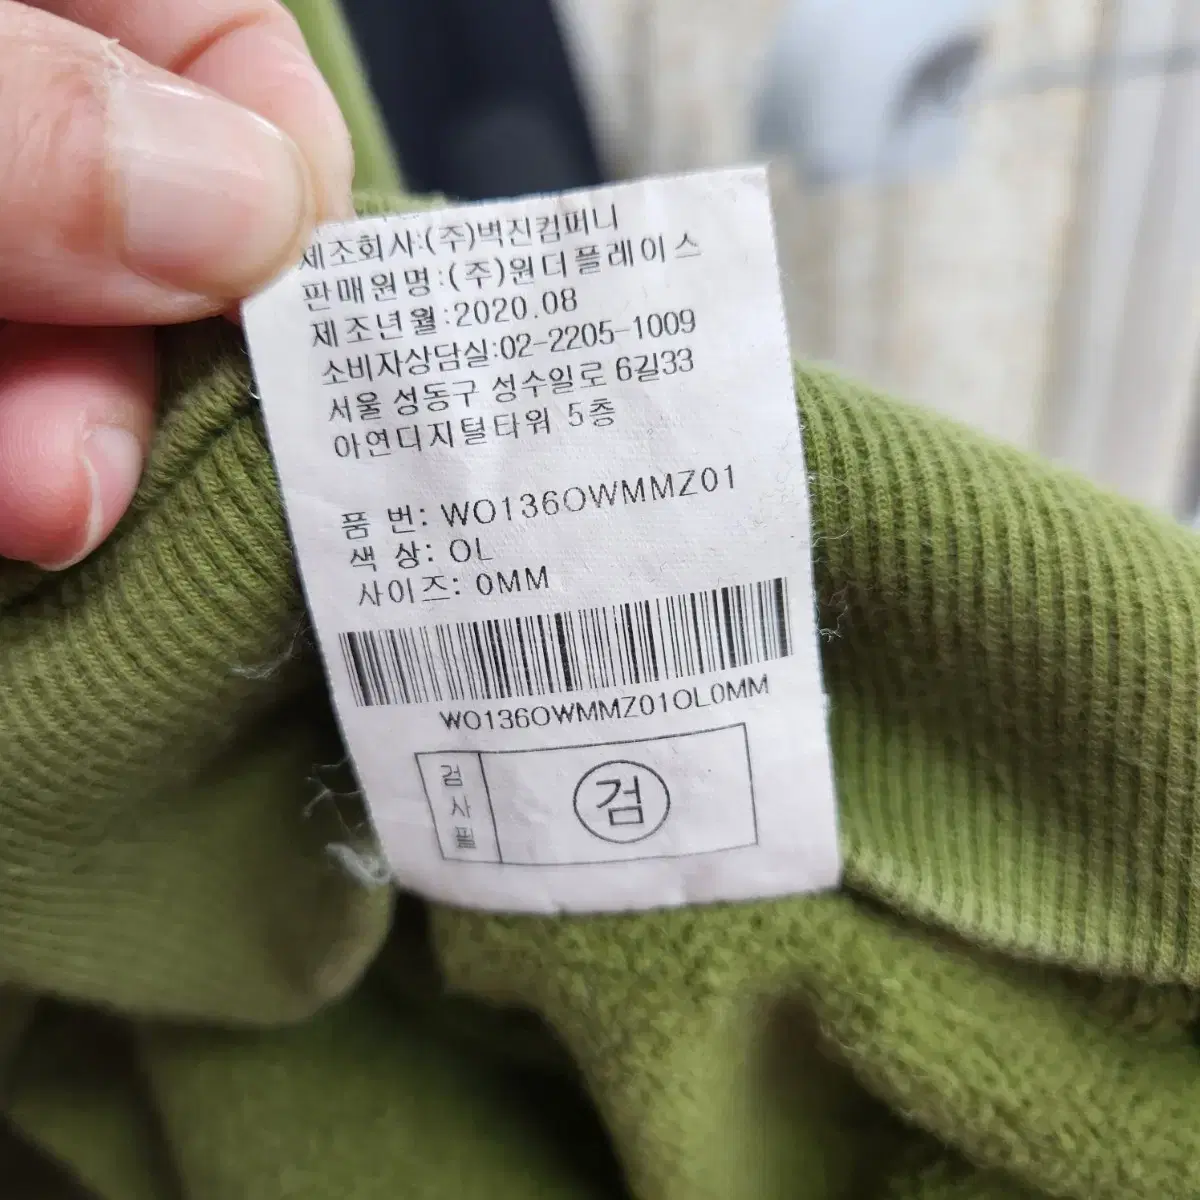 제조회사:(주)벽진컴퍼니
판매원명:(주)원더플레이스
제조년월:2020.08
소비자상담실:02-2205-1009
서울 성동구 성수일로 6길33
아연디지털타워 5층
품 번: WO136OWMMZ01
색 상: OL
사이즈: 0MM
WO136OWMMZ01OL0MM
검사필
검